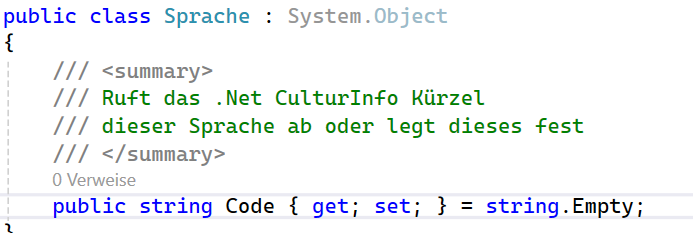 public class Sprache : System.Object
{
/// <summary>
/// Ruft das .Net CulturInfo Kürzel
/// dieser Sprache ab oder legt dieses fest
/// </summary>
0 Verweise
public string Code { get; set; } = string.Empty;
}